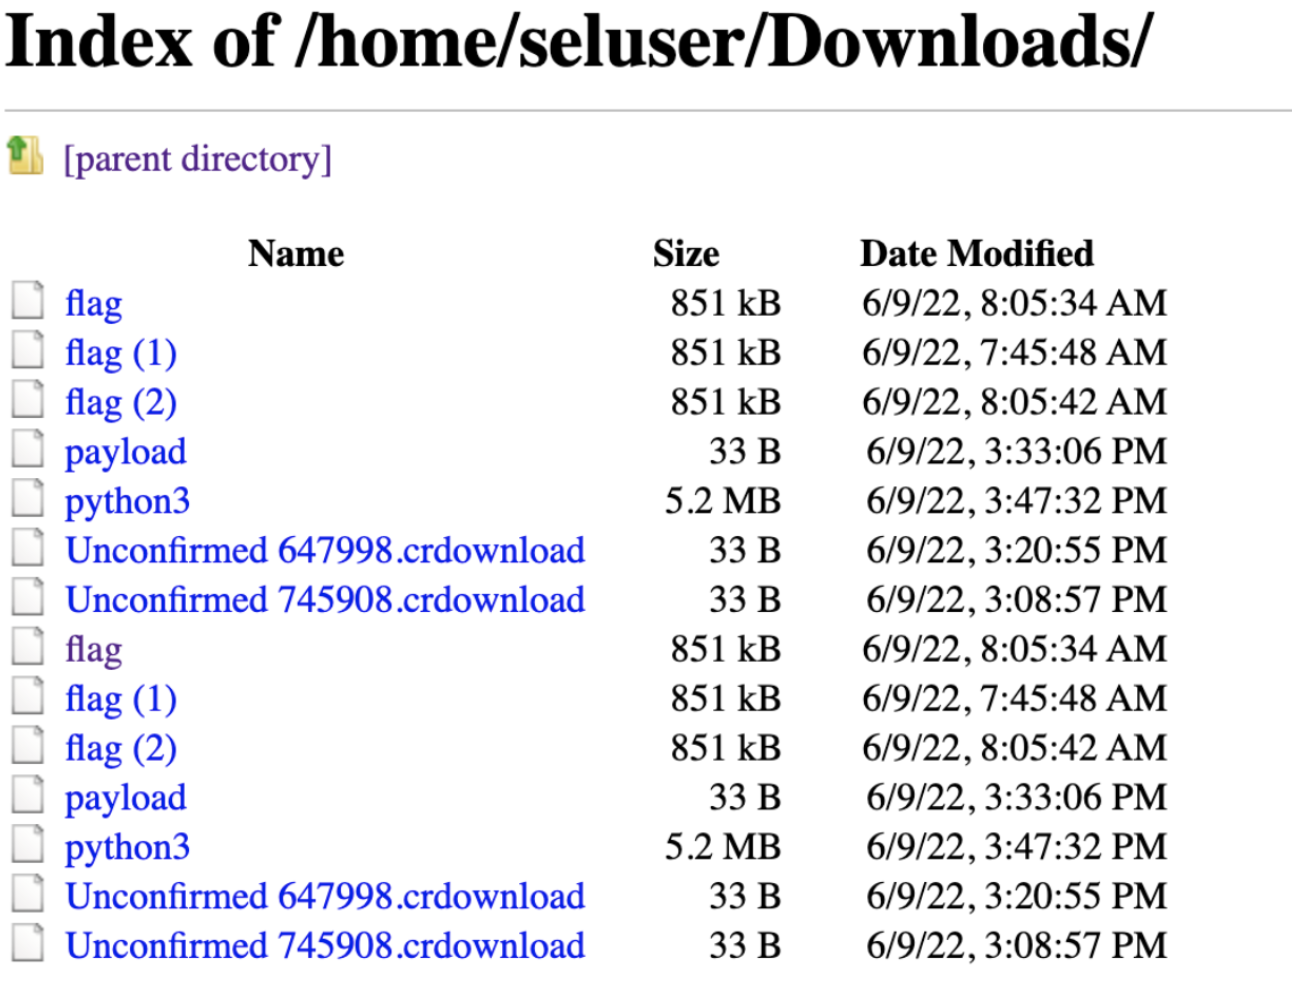 Index of /home/seluser/Downloads/
[parent directory]
Name Size Date Modified
flag 851 kB 6/9/22, 8:05:34 AM
flag (1) 851 kB 6/9/22, 7:45:48 AM
flag (2) 851 kB 6/9/22, 8:05:42 AM
payload 33 B 6/9/22, 3:33:06 PM
python3 5.2 MB 6/9/22, 3:47:32 PM
Unconfirmed 647998.crdownload 33 B 6/9/22, 3:20:55 PM
Unconfirmed 745908.crdownload 33 B 6/9/22, 3:08:57 PM
flag 851 kB 6/9/22, 8:05:34 AM
flag (1) 851 kB 6/9/22, 7:45:48 AM
flag (2) 851 kB 6/9/22, 8:05:42 AM
payload 33 B 6/9/22, 3:33:06 PM
python3 5.2 MB 6/9/22, 3:47:32 PM
Unconfirmed 647998.crdownload 33 B 6/9/22, 3:20:55 PM
Unconfirmed 745908.crdownload 33 B 6/9/22, 3:08:57 PM